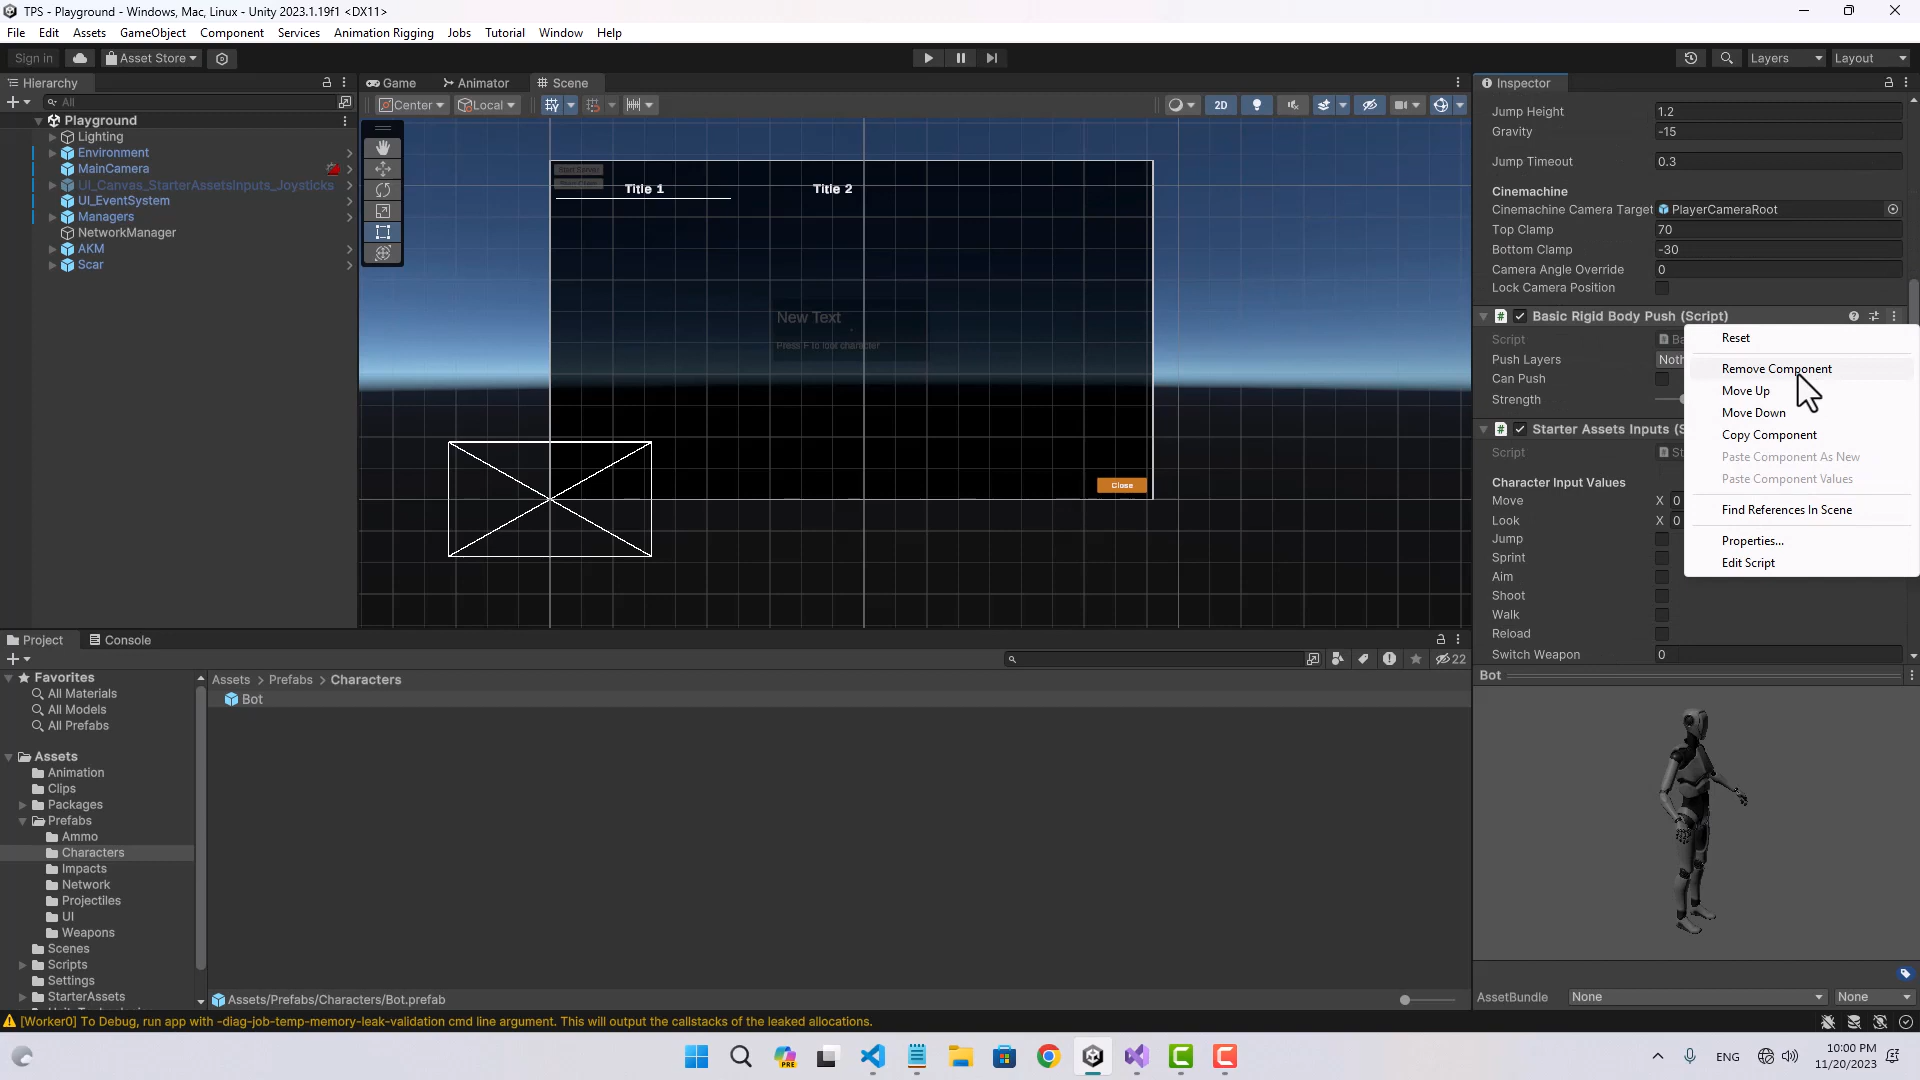 TPS - Playground - Windows, Mac, Linux - Unity 2023.1.19f1 <DX11>
File Edit Assets GameObject Component Services Animation Rigging Jobs Tutorial Window Help
Sign in Asset Store Layers Layout
Hierarchy Game Animator Scene Inspector
All Center Local 2D
Playground
Lighting
Environment
MainCamera
UI_Canvas_StarterAssetsInputs_Joysticks
UI_EventSystem
Managers
NetworkManager
AKM
Scar
Start Server
Title 1 Title 2
New Text
Press F to loot character
Close
Jump Height 1.2
Gravity -15
Jump Timeout 0.3
Cinemachine
Cinemachine Camera Target PlayerCameraRoot
Top Clamp 70
Bottom Clamp -30
Camera Angle Override 0
Lock Camera Position
Basic Rigid Body Push (Script)
Script
Push Layers
Can Push
Strength
Starter Assets Inputs
Script
Character Input Values
Move X 0
Look X 0
Jump
Sprint
Aim
Shoot
Walk
Reload
Switch Weapon 0
Reset
Remove Component
Move Up
Move Down
Copy Component
Paste Component As New
Paste Component Values
Find References In Scene
Properties...
Edit Script
Bot
AssetBundle None None
Project Console
22
Favorites
All Materials
All Models
All Prefabs
Assets
Animation
Clips
Packages
Prefabs
Ammo
Characters
Impacts
Network
Projectiles
UI
Weapons
Scenes
Scripts
Settings
StarterAssets
Assets > Prefabs > Characters
Bot
Assets/Prefabs/Characters/Bot.prefab
[Worker0] To Debug, run app with -diag-job-temp-memory-leak-validation cmd line argument. This will output the callstacks of the leaked allocations.
PRE
ENG
10:00 PM
11/20/2023